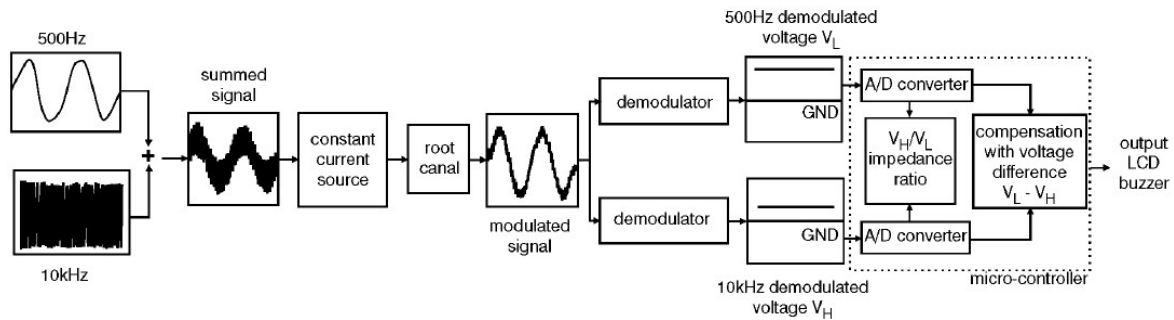 500Hz
+
10kHz
summed
signal
constant
current
source
root
canal
modulated
signal
demodulator
demodulator
500Hz demodulated
voltage V_L
GND
GND
10kHz demodulated
voltage V_H
A/D converter
V_H/V_L
impedance
ratio
A/D converter
compensation
with voltage
difference
V_L - V_H
micro-controller
output
LCD
buzzer